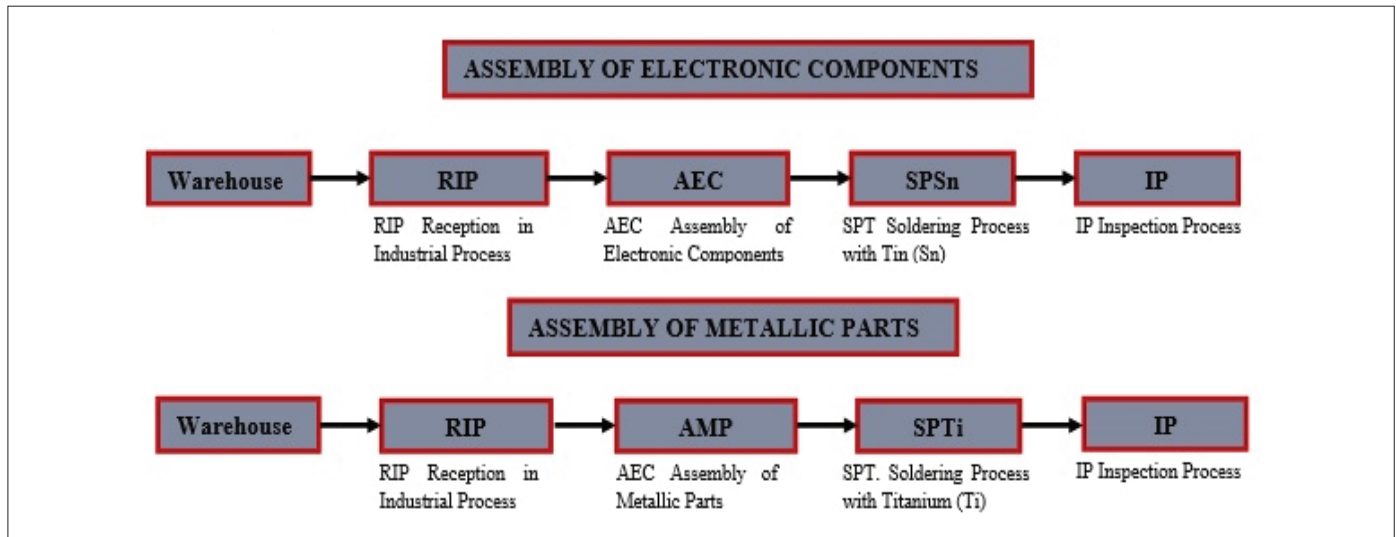 ASSEMBLY OF ELECTRONIC COMPONENTS
Warehouse
RIP
AEC
SPSn
IP
RIP Reception in
Industrial Process
AEC Assembly of
Electronic Components
SPT Soldering Process
with Tin (Sn)
IP Inspection Process
ASSEMBLY OF METALLIC PARTS
Warehouse
RIP
AMP
SPTi
IP
RIP Reception in
Industrial Process
AEC Assembly of
Metallic Parts
SPT. Soldering Process
with Titanium (Ti)
IP Inspection Process